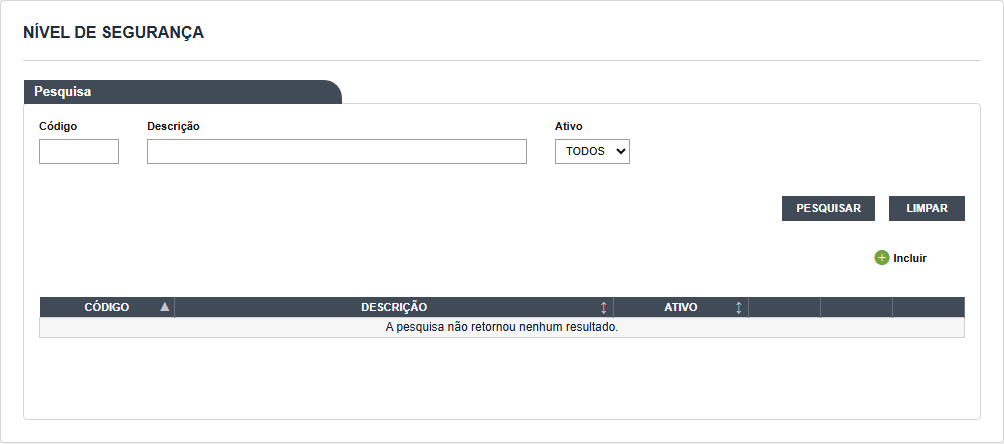 NÍVEL DE SEGURANÇA
Pesquisa
Código Descrição Ativo
TODOS
PESQUISAR LIMPAR
Incluir
CÓDIGO DESCRIÇÃO ATIVO
A pesquisa não retornou nenhum resultado.